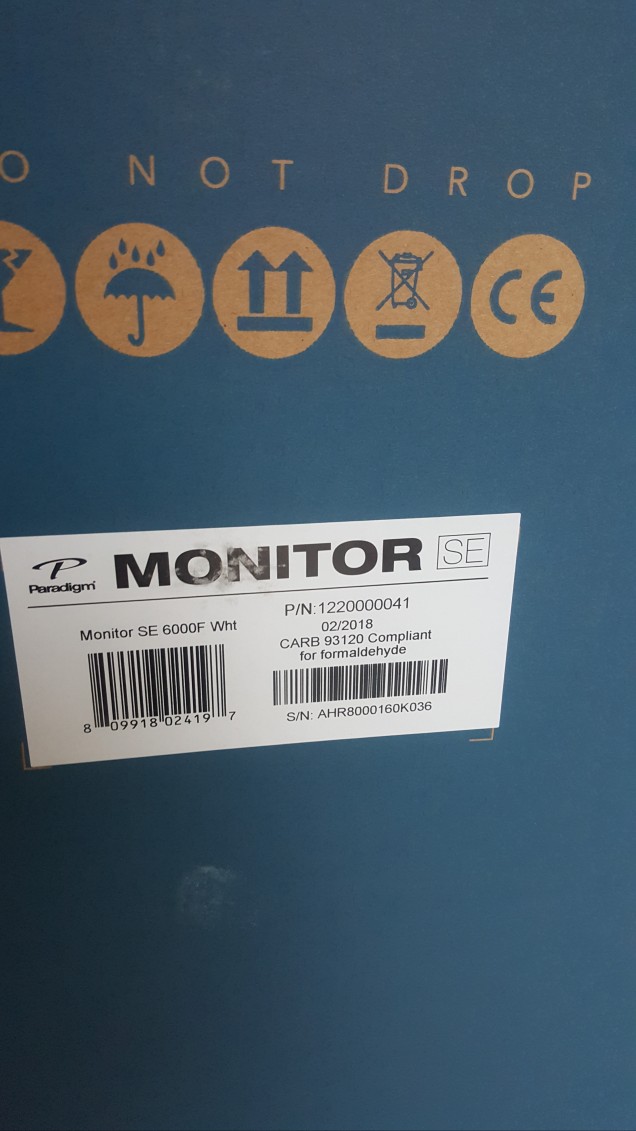 O NOT DROP
CE
Paradigm
MONITOR SE
Monitor SE 6000F Wht
8 09918 02419 7
P/N:1220000041
02/2018
CARB 93120 Compliant
for formaldehyde
S/N: AHR8000160K036